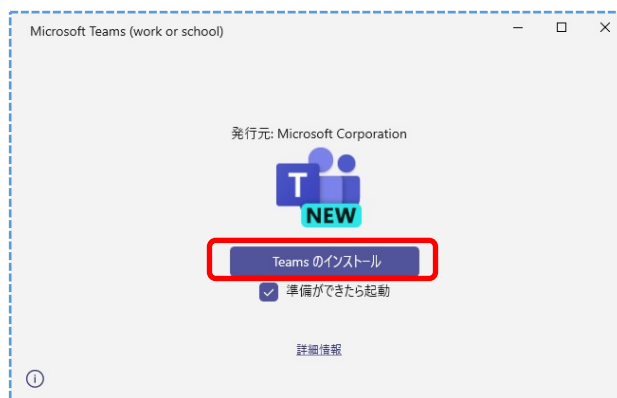 Microsoft Teams (work or school)
発行元: Microsoft Corporation
T
NEW
Teams のインストール
準備ができたら起動
詳細情報